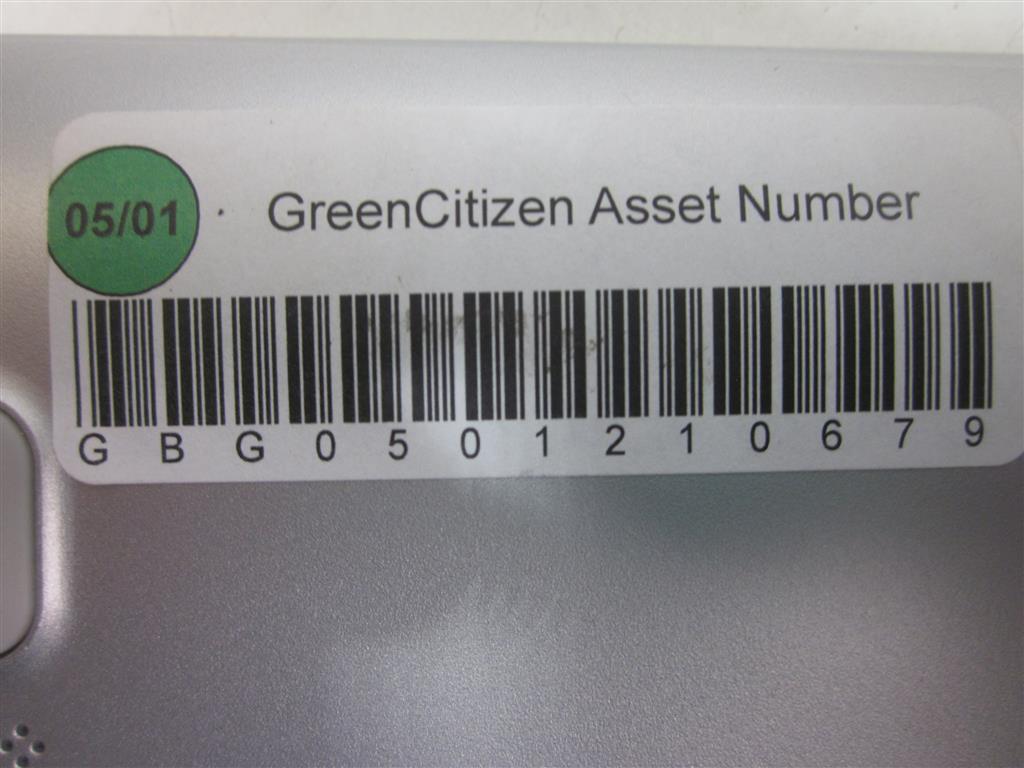 05/01
GreenCitizen Asset Number
G B G 0 5 0 1 2 1 0 6 7 9